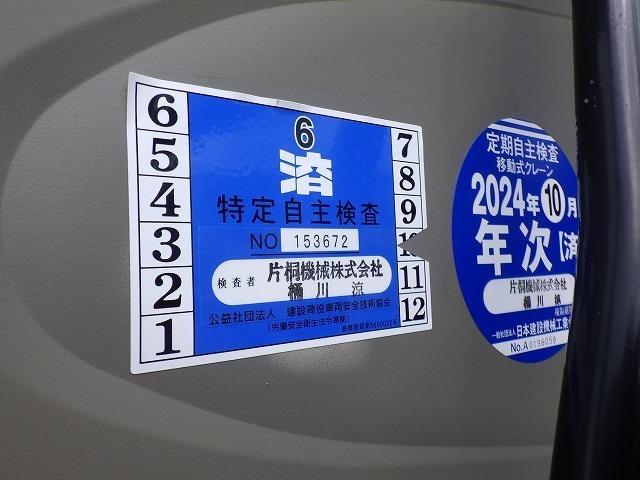 6
5
4
3
2
1
6
済
特定自主検査
NO 153672
検査者
片桐機械株式会社
桶川 涼
公益社団法人 建設荷役車両安全技術協会
(労働安全衛生法令準拠)
7
8
9
11
12
定期自主検査
移動式クレーン
2024年10月
年次【済
片桐機械株式会社
桶川 涼
一般社団法人 日本建設機械工業
No.A0196059